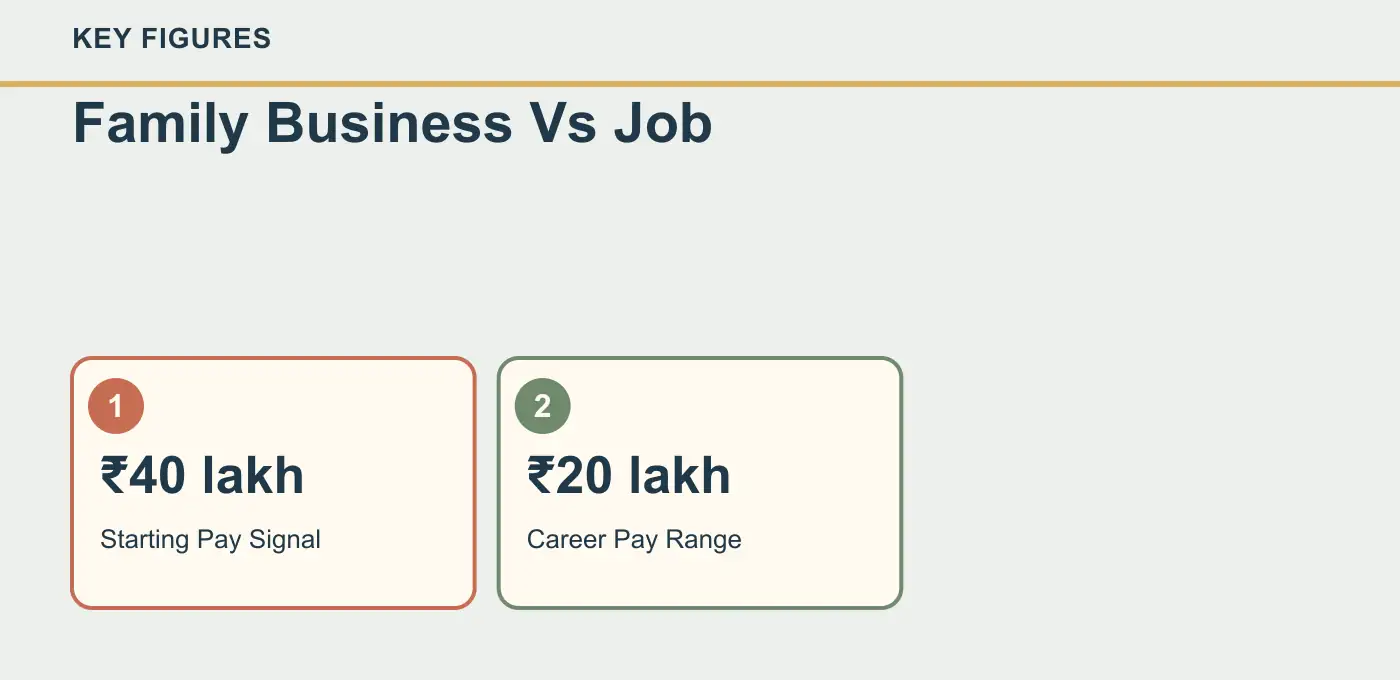 KEY FIGURES
Family Business Vs Job
1
₹40 lakh
Starting Pay Signal
2
₹20 lakh
Career Pay Range